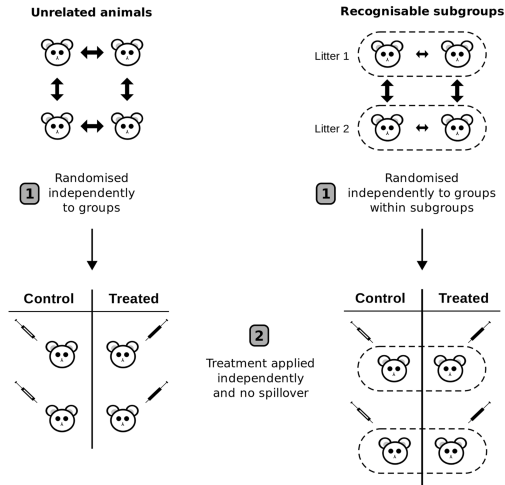 Unrelated animals
Recognisable subgroups
Litter 1
Litter 2
1
Randomised
independently
to groups
1
Randomised
independently to groups
within subgroups
Control
Treated
2
Treatment applied
independently
and no spillover
Control
Treated